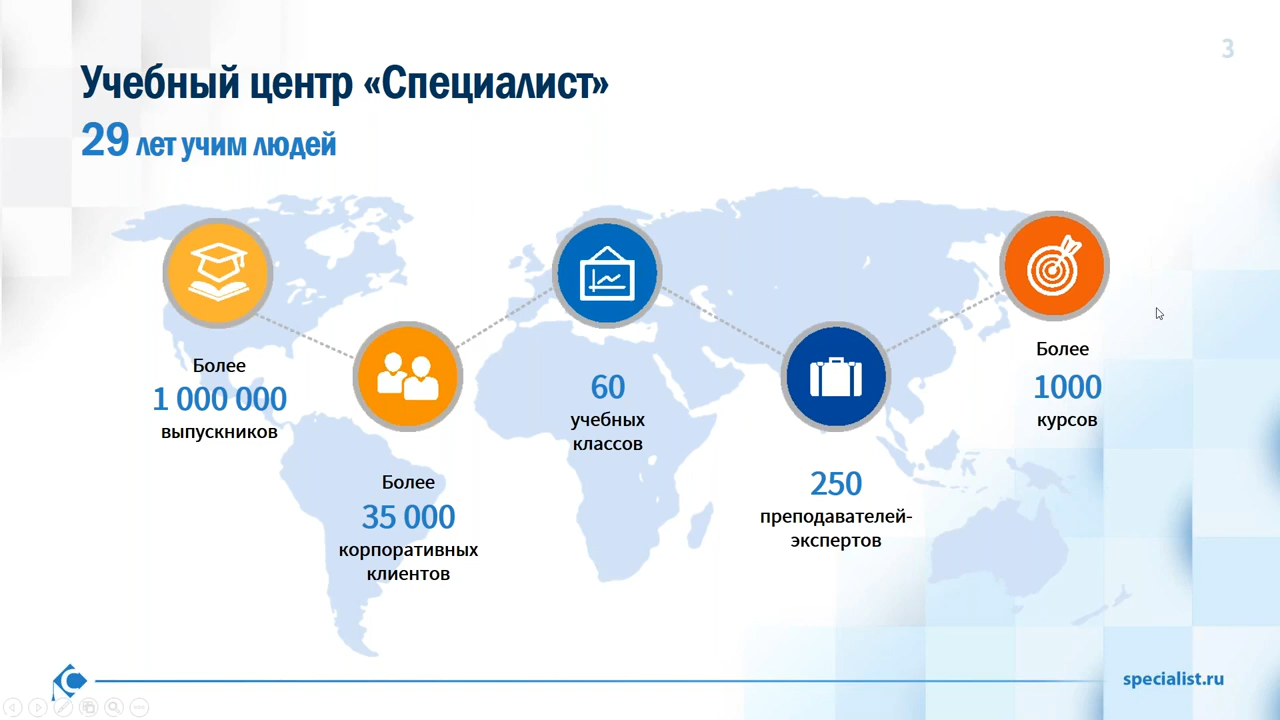 3
Учебный центр «Специалист»
29 лет учим людей
Более
1 000 000
выпускников
Более
35 000
корпоративных
клиентов
60
учебных
классов
250
преподавателей-
экспертов
Более
1000
курсов
specialist.ru